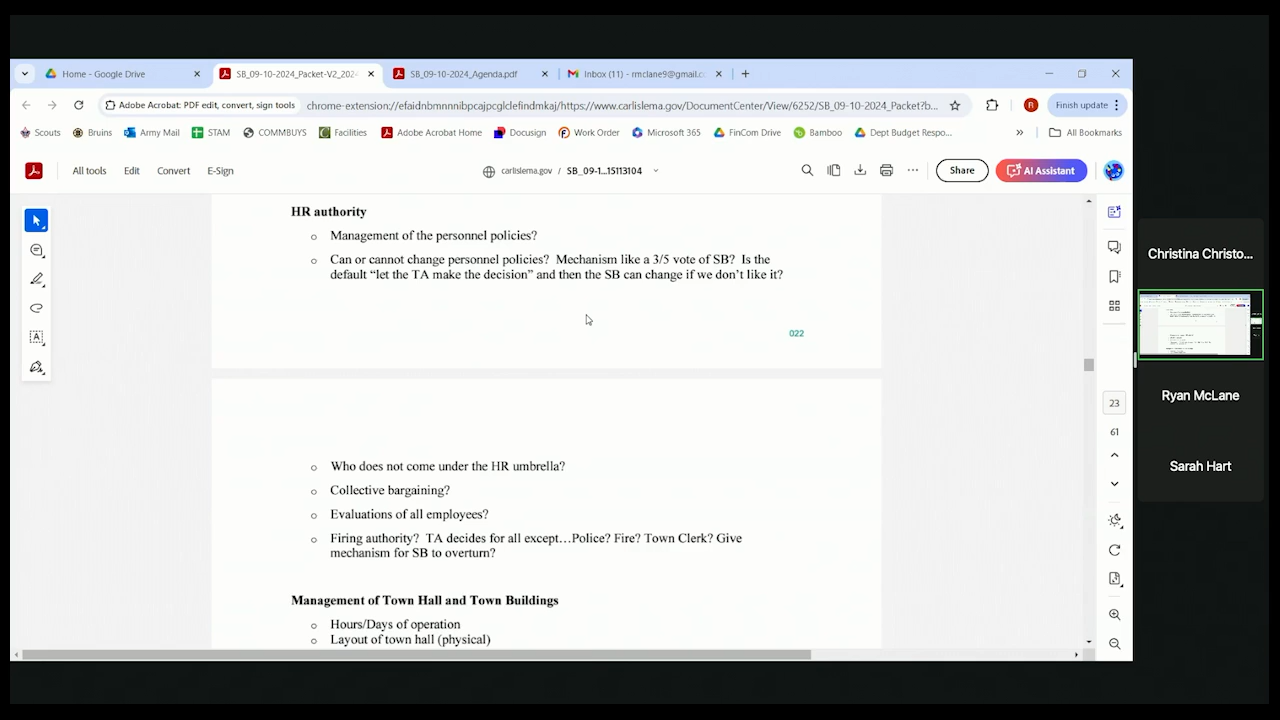 Home - Google Drive
SB_09-10-2024_Packet-V2_202
SB_09-10-2024_Agenda.pdf
Inbox (11) - rmclane9@gmail.c
Adobe Acrobat: PDF edit, convert, sign tools
chrome-extension://efaidnbmnnnibpcajpcglclefindmkaj/https://www.carlislema.gov/DocumentCenter/View/6252/SB_09-10-2024_Packet?b...
R
Finish update
Scouts
Bruins
Army Mail
STAM
COMMBUYS
Facilities
Adobe Acrobat Home
Docusign
Work Order
Microsoft 365
FinCom Drive
Bamboo
Dept Budget Respo...
»
All Bookmarks
All tools
Edit
Convert
E-Sign
carlislema.gov / SB_09-1...15113104
Share
AI Assistant
HR authority
o Management of the personnel policies?
o Can or cannot change personnel policies? Mechanism like a 3/5 vote of SB? Is the
default “let the TA make the decision” and then the SB can change if we don’t like it?
022
o Who does not come under the HR umbrella?
o Collective bargaining?
o Evaluations of all employees?
o Firing authority? TA decides for all except…Police? Fire? Town Clerk? Give
mechanism for SB to overturn?
Management of Town Hall and Town Buildings
o Hours/Days of operation
o Layout of town hall (physical)
23
61
Christina Christo...
Ryan McLane
Sarah Hart